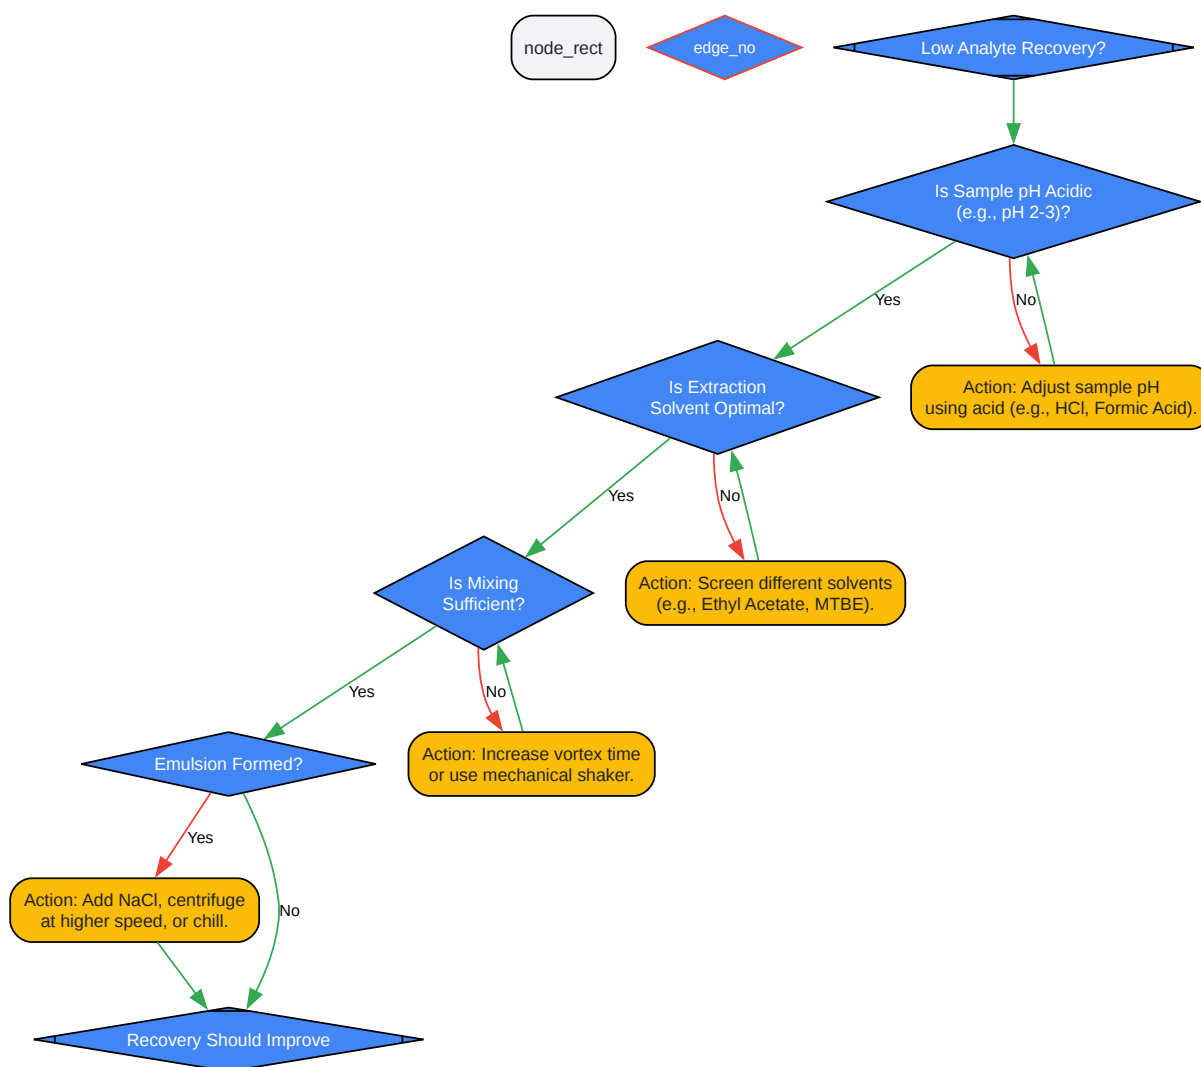 node_rect
edge_no
Low Analyte Recovery?
Is Sample pH Acidic
(e.g., pH 2-3)?
Yes
No
Action: Adjust sample pH
using acid (e.g., HCl, Formic Acid).
Is Extraction
Solvent Optimal?
Yes
No
Action: Screen different solvents
(e.g., Ethyl Acetate, MTBE).
Is Mixing
Sufficient?
Yes
No
Action: Increase vortex time
or use mechanical shaker.
Emulsion Formed?
Yes
Action: Add NaCl, centrifuge
at higher speed, or chill.
No
Recovery Should Improve